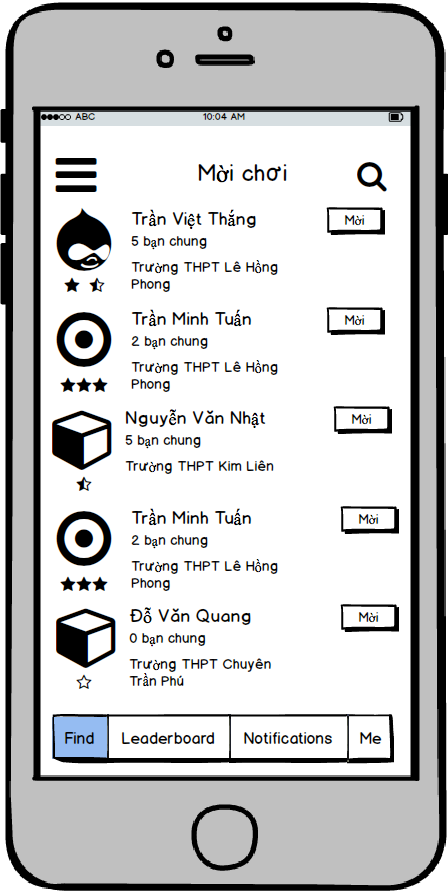 ABC 10:04 AM
Mời chơi
Trần Việt Thắng
Mời
5 bạn chung
Trường THPT Lê Hồng
Phong
Trần Minh Tuấn
Mời
2 bạn chung
Trường THPT Lê Hồng
Phong
Nguyễn Văn Nhật
Mời
5 bạn chung
Trường THPT Kim Liên
Trần Minh Tuấn
Mời
2 bạn chung
Trường THPT Lê Hồng
Phong
Đỗ Văn Quang
Mời
0 bạn chung
Trường THPT Chuyên
Trần Phú
Find Leaderboard Notifications Me